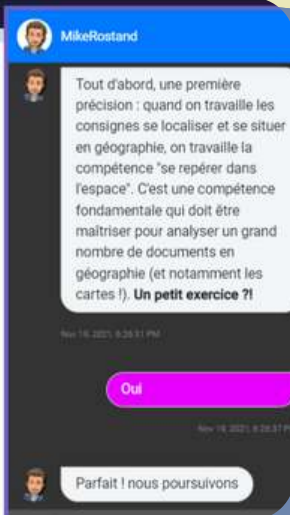 MikeRostand
Tout d'abord, une première
précision : quand on travaille les
consignes se localiser et se situer
en géographie, on travaille la
compétence "se repérer dans
l'espace". C'est une compétence
fondamentale qui doit être
maîtriser pour analyser un grand
nombre de documents en
géographie (et notamment les
cartes !). Un petit exercice ?!
Oui
Parfait ! nous poursuivons